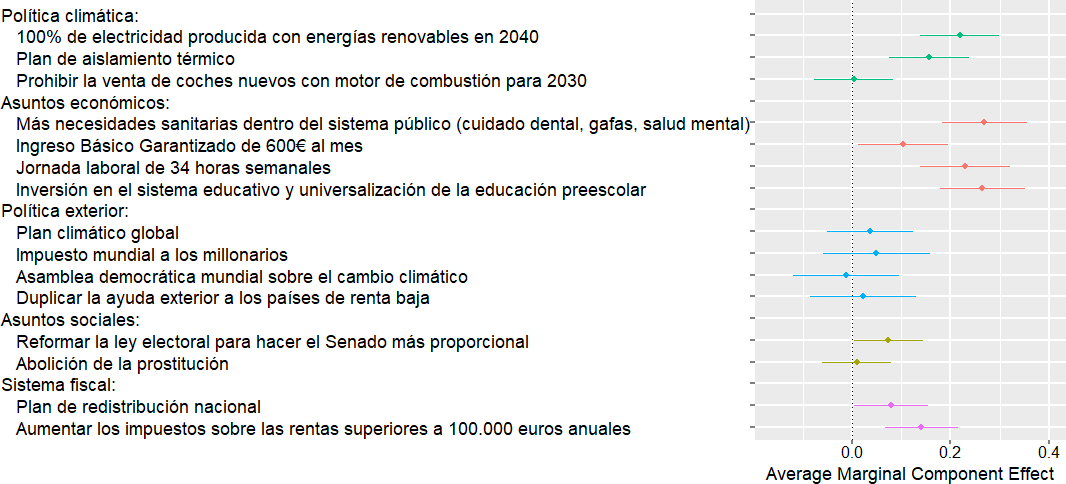 Política climática:
100% de electricidad producida con energías renovables en 2040
Plan de aislamiento térmico
Prohibir la venta de coches nuevos con motor de combustión para 2030
Asuntos económicos:
Más necesidades sanitarias dentro del sistema público (cuidado dental, gafas, salud mental)
Ingreso Básico Garantizado de 600€ al mes
Jornada laboral de 34 horas semanales
Inversión en el sistema educativo y universalización de la educación preescolar
Política exterior:
Plan climático global
Impuesto mundial a los millonarios
Asamblea democrática mundial sobre el cambio climático
Duplicar la ayuda exterior a los países de renta baja
Asuntos sociales:
Reformar la ley electoral para hacer el Senado más proporcional
Abolición de la prostitución
Sistema fiscal:
Plan de redistribución nacional
Aumentar los impuestos sobre las rentas superiores a 100.000 euros anuales
0.0 0.2 0.4
Average Marginal Component Effect